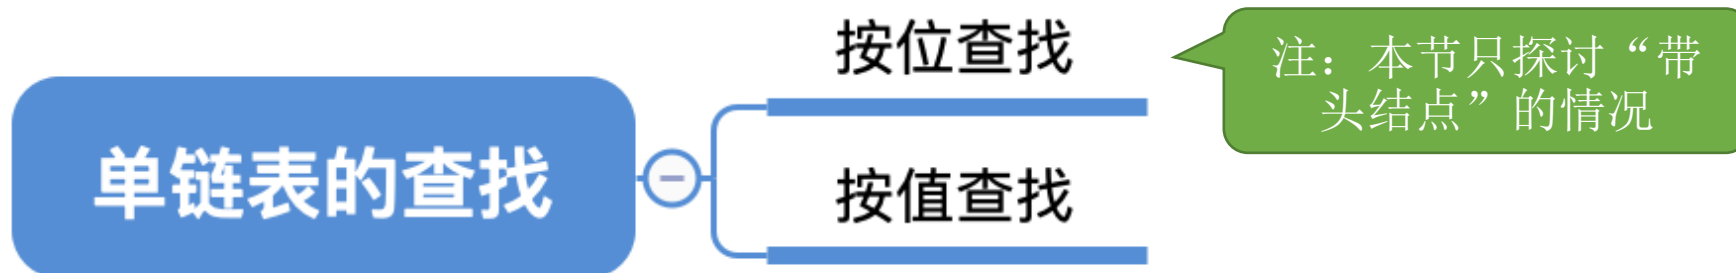 单链表的查找
按位查找
按值查找
注：本节只探讨“带
头结点”的情况